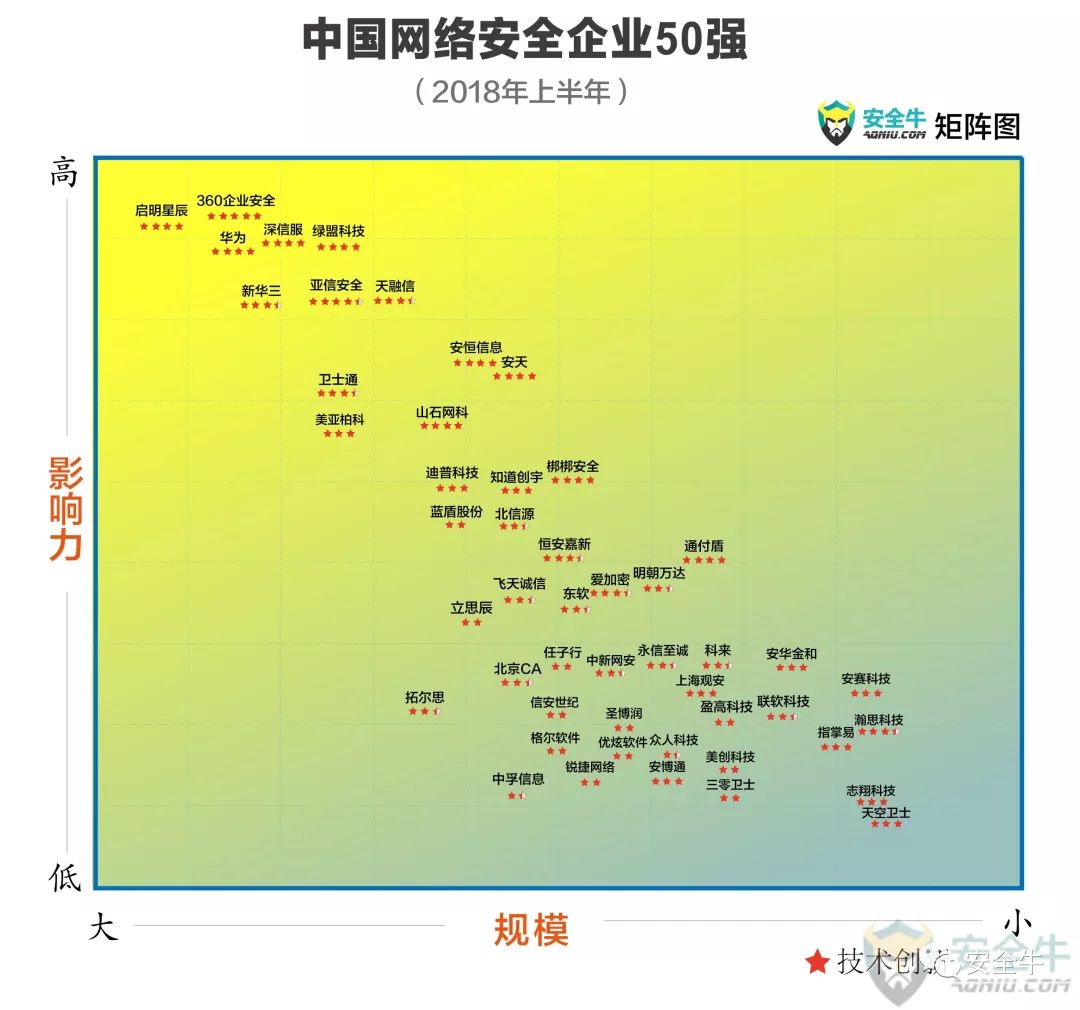 中国网络安全企业50强
（2018年上半年）
安全牛
AQNIU.COM
矩阵图
高
360企业安全
启明星辰
深信服
绿盟科技
华为
新华三
亚信安全
天融信
安恒信息
安天
卫士通
美亚柏科
山石网科
梆梆安全
迪普科技
知道创宇
蓝盾股份
北信源
恒安嘉新
通付盾
明朝万达
爱加密
飞天诚信
东软
立思辰
影响力
任子行
中新网安
永信至诚
科来
安华金和
北京CA
上海观安
安赛科技
拓尔思
信安世纪
圣博润
盈高科技
联软科技
瀚思科技
指掌易
格尔软件
优炫软件
众人科技
美创科技
锐捷网络
安博通
中孚信息
三零卫士
志翔科技
天空卫士
低
大
规模
小
技术创
安全牛
安全牛
AQNIU.COM